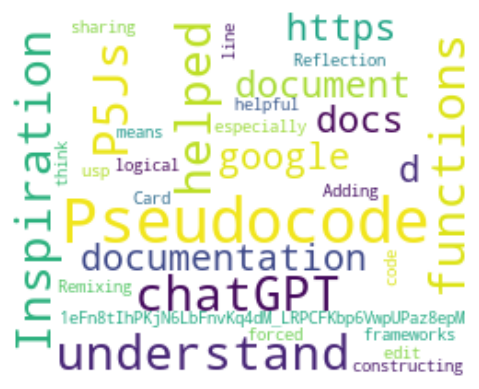 sharing
https
line
Inspiration
P5Js
helped
Reflection
functions
document
helpful
docs
means
especially
think
usp
logical
google
d
Adding
Card
Pseudocode
documentation
code
Remixing
chatGPT
1eFn8tIhPKjN6LbFnvKq4dM_LRPCFKbp6VwpUPaz8epM
forced
frameworks
understand
edit
constructing